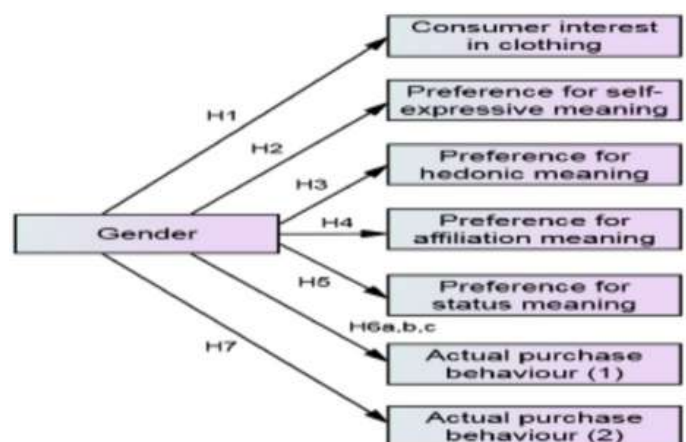 Consumer interest
in clothing
H1
Preference for self-
expressive meaning
H2
Preference for
hedonic meaning
H3
Gender
H4
Preference for
affiliation meaning
H5
Preference for
status meaning
H6a,b,c
H7
Actual purchase
behaviour (1)
Actual purchase
behaviour (2)